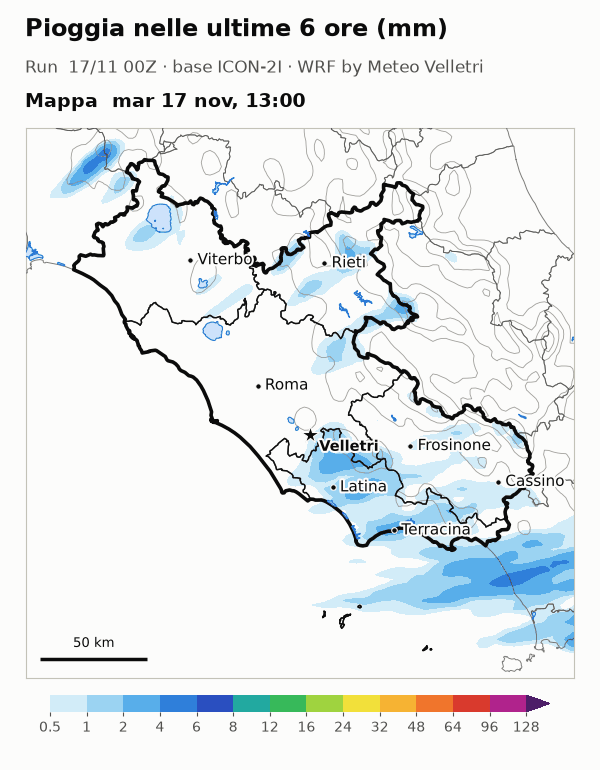 Pioggia nelle ultime 6 ore (mm)
Run  17/11 00Z · base ICON-2I · WRF by Meteo Velletri
Mappa  mar 17 nov, 13:00
Viterbo
Rieti
Roma
Velletri
Frosinone
Latina
Cassino
Terracina
50 km
0.5 1 2 4 6 8 12 16 24 32 48 64 96 128